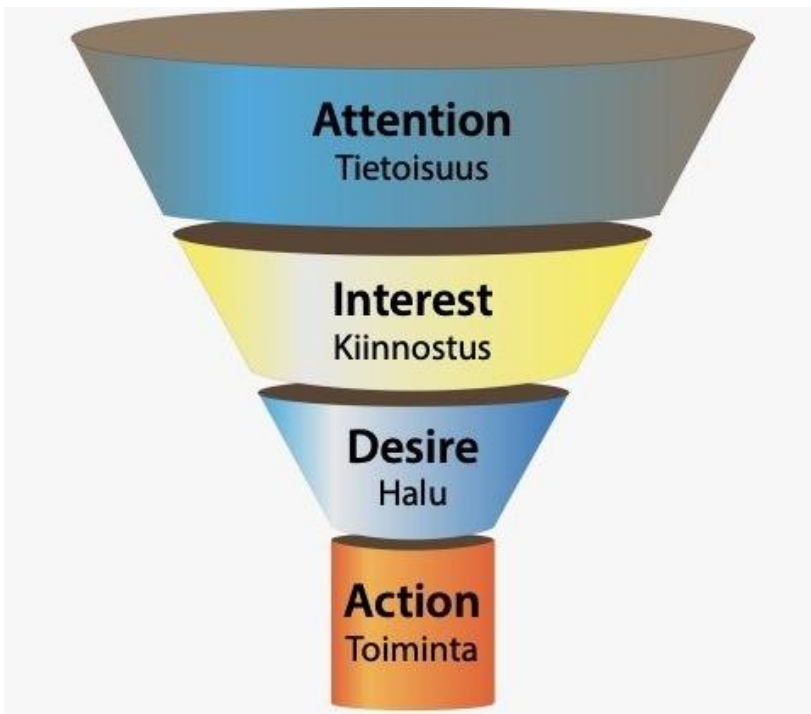 Attention
Tietoisuus
Interest
Kiinnostus
Desire
Halu
Action
Toiminta